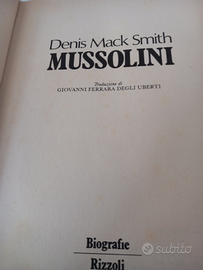 Denis Mack Smith
MUSSOLINI
Traduzione di
GIOVANNI FERRARA DEGLI UBERTI
Biografie
Rizzoli
subito